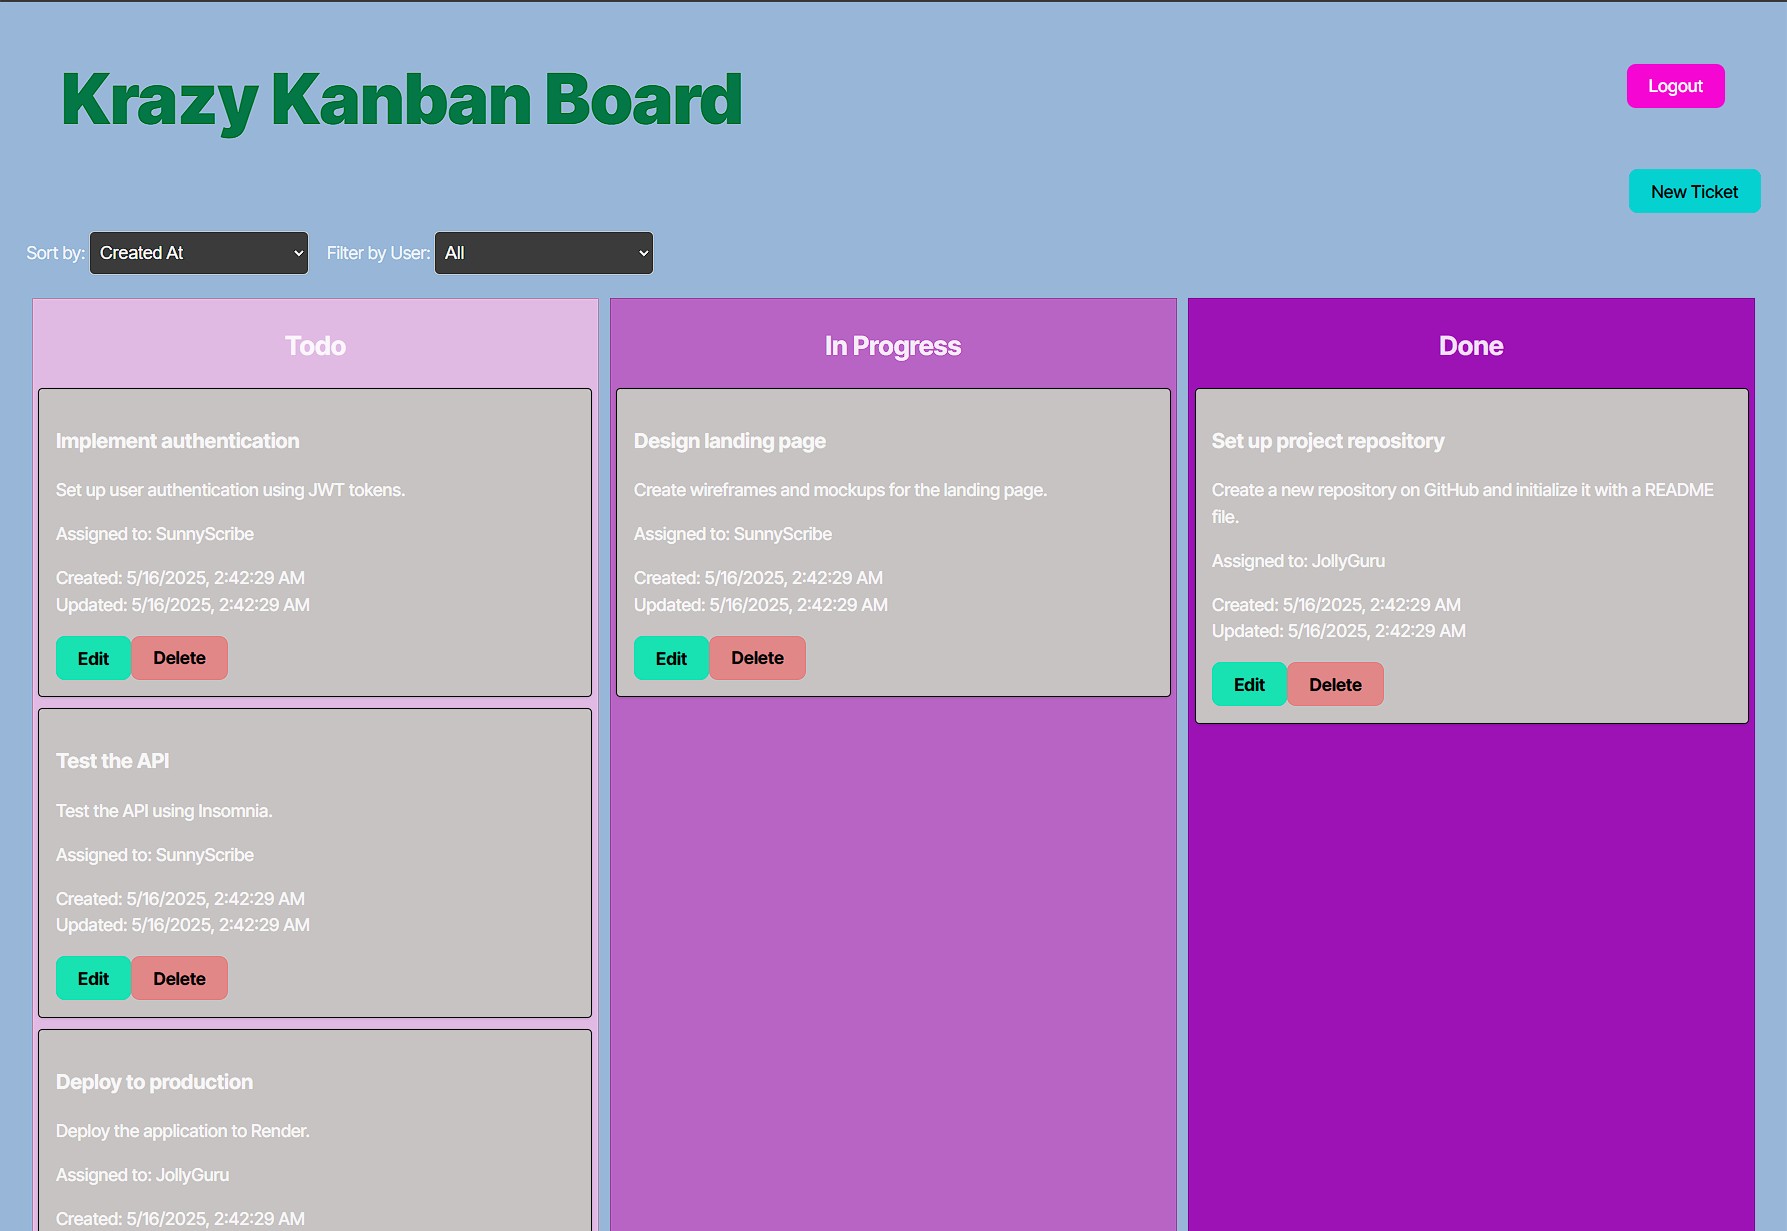 Krazy Kanban Board
Logout
New Ticket
Sort by: Created At Filter by User: All
Todo
Implement authentication
Set up user authentication using JWT tokens.
Assigned to: SunnyScribe
Created: 5/16/2025, 2:42:29 AM
Updated: 5/16/2025, 2:42:29 AM
Edit Delete
Test the API
Test the API using Insomnia.
Assigned to: SunnyScribe
Created: 5/16/2025, 2:42:29 AM
Updated: 5/16/2025, 2:42:29 AM
Edit Delete
Deploy to production
Deploy the application to Render.
Assigned to: JollyGuru
Created: 5/16/2025, 2:42:29 AM
In Progress
Design landing page
Create wireframes and mockups for the landing page.
Assigned to: SunnyScribe
Created: 5/16/2025, 2:42:29 AM
Updated: 5/16/2025, 2:42:29 AM
Edit Delete
Done
Set up project repository
Create a new repository on GitHub and initialize it with a README
file.
Assigned to: JollyGuru
Created: 5/16/2025, 2:42:29 AM
Updated: 5/16/2025, 2:42:29 AM
Edit Delete